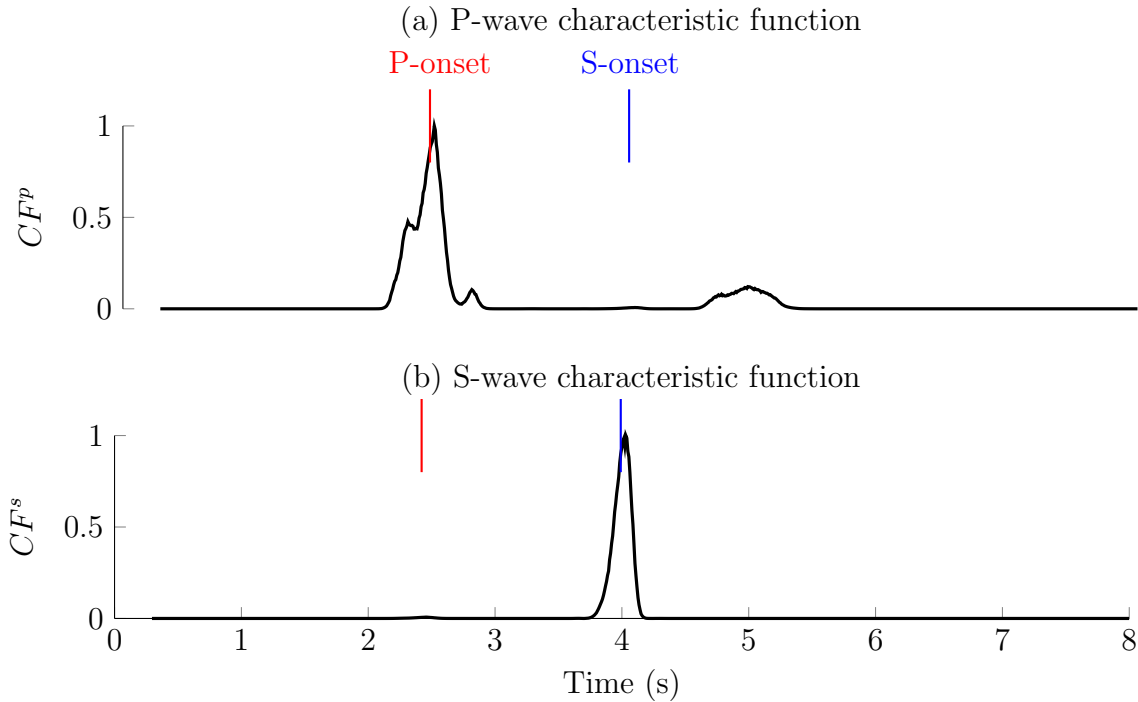 (a) P-wave characteristic function
P-onset S-onset
1
0.5
0
CF^p
(b) S-wave characteristic function
1
0.5
0
CF^s
0 1 2 3 4 5 6 7 8
Time (s)